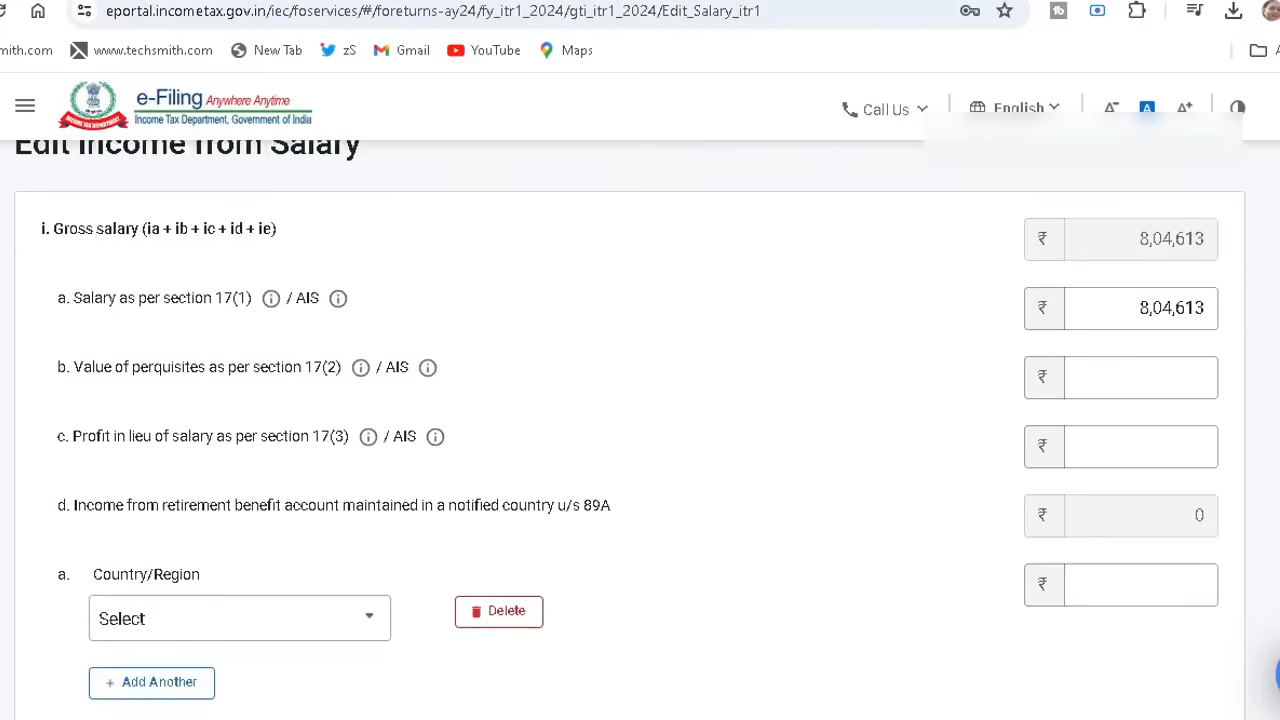 eportal.incometax.gov.in/iec/foservices/#/foreturns-ay24/fy_itr1_2024/gti_itr1_2024/Edit_Salary_itr1
mith.com www.techsmith.com New Tab zS Gmail YouTube Maps
e-Filing Anywhere Anytime
Income Tax Department, Government of India
Call Us English A- A A+
Edit Income from Salary
i. Gross salary (ia + ib + ic + id + ie) ₹ 8,04,613
a. Salary as per section 17(1) / AIS ₹ 8,04,613
b. Value of perquisites as per section 17(2) / AIS ₹
c. Profit in lieu of salary as per section 17(3) / AIS ₹
d. Income from retirement benefit account maintained in a notified country u/s 89A ₹ 0
a. Country/Region ₹
Select Delete
+ Add Another